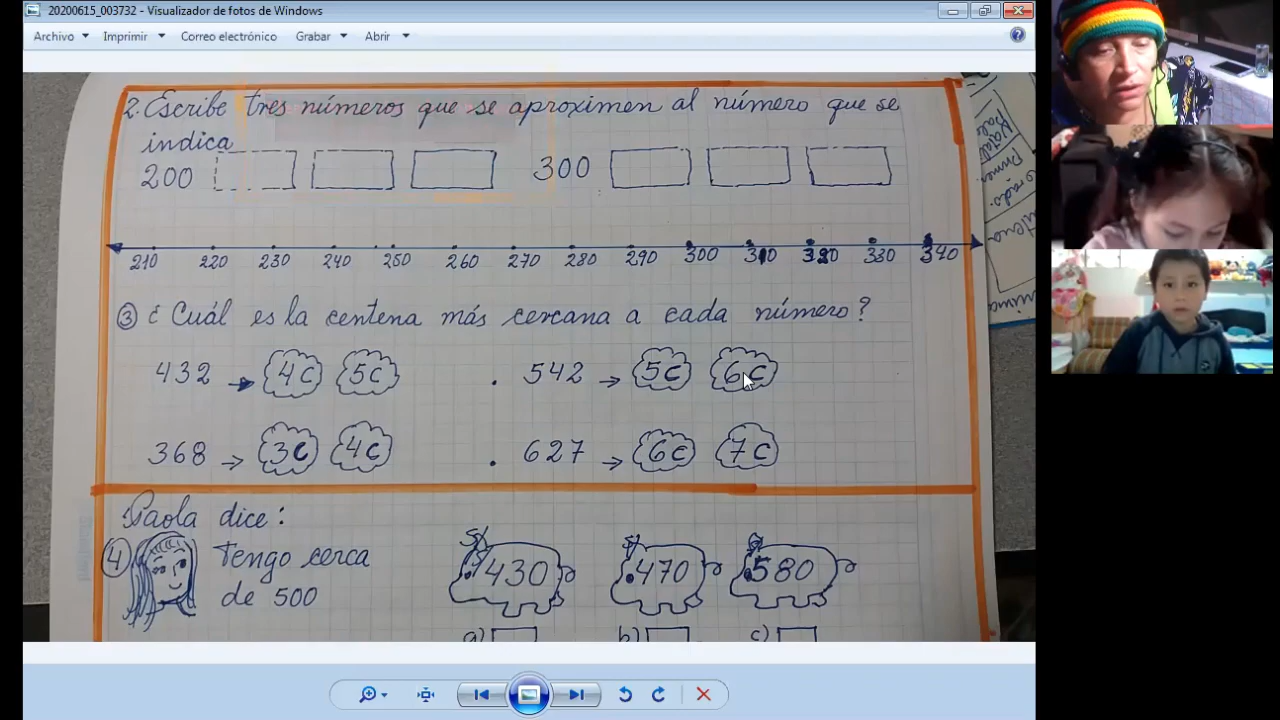 20200615_003732 - Visualizador de fotos de Windows
Archivo Imprimir Correo electrónico Grabar Abrir
2. Escribe tres números que se aproximen al número que se
indica
200 300
210 220 230 240 250 260 270 280 290 300 310 320 330 340
3 ¿Cuál es la centena más cercana a cada número?
432 → 4c 5c . 542 → 5c 6c
368 → 3c 4c . 627 → 6c 7c
Paola dice:
4 Tengo cerca S/ 430 S/ 470 580
de 500
a) b) c)